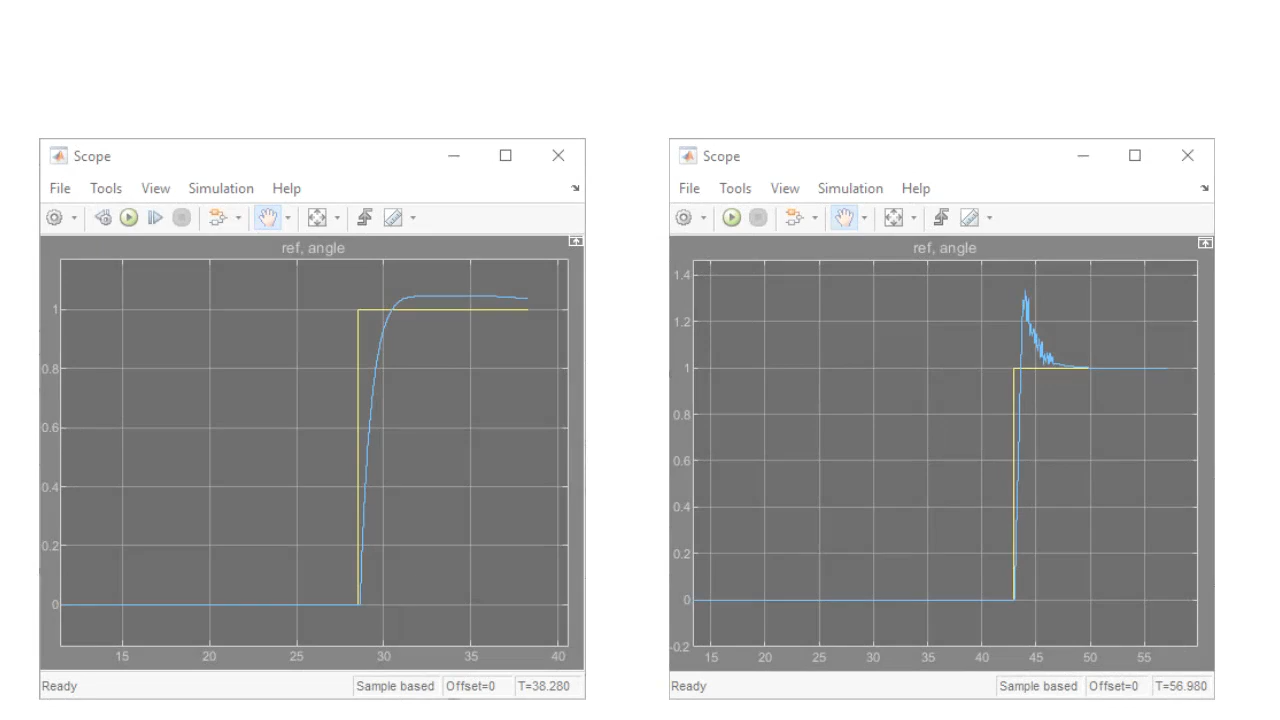 Scope
File Tools View Simulation Help
ref, angle
1
0.8
0.6
0.4
0.2
0
15 20 25 30 35 40
Ready Sample based Offset=0 T=38.280
Scope
File Tools View Simulation Help
ref, angle
1.4
1.2
1
0.8
0.6
0.4
0.2
0
-0.2
15 20 25 30 35 40 45 50 55
Ready Sample based Offset=0 T=56.980